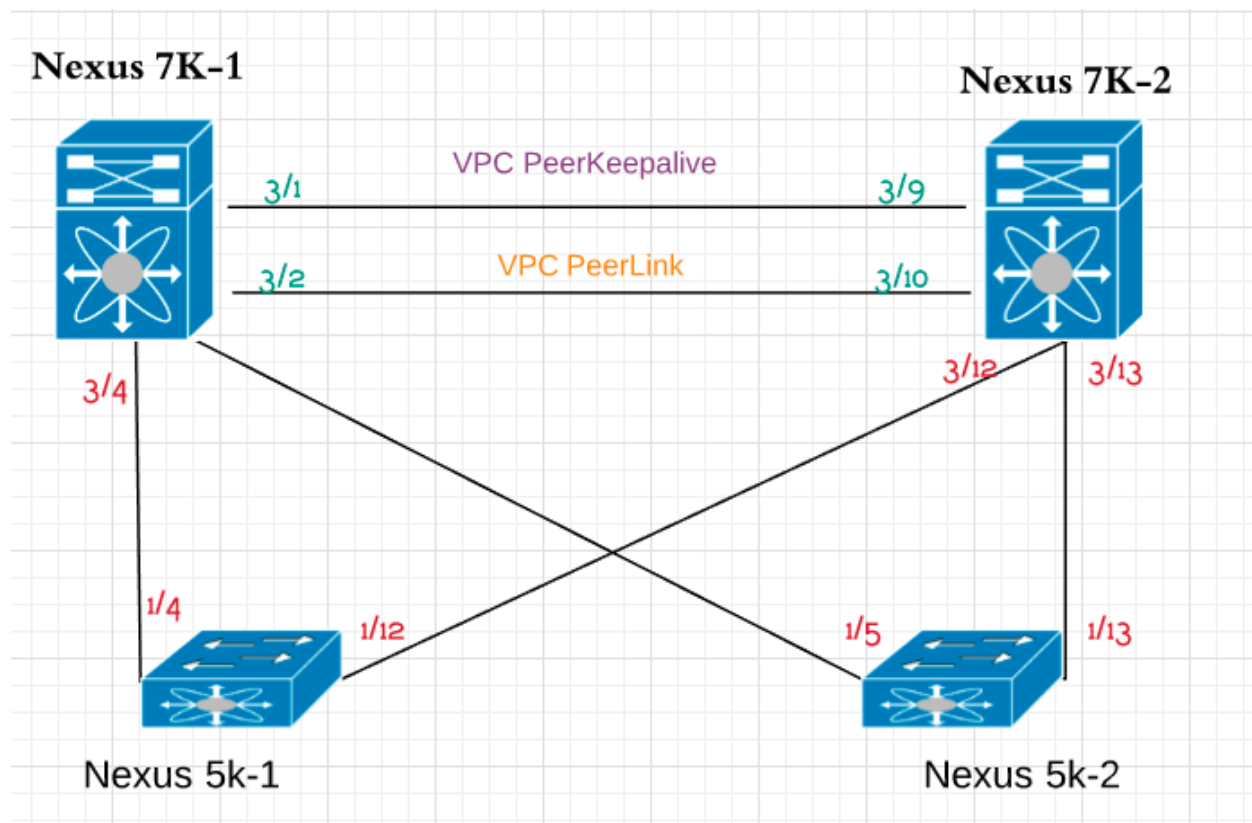 Nexus 7K-1
Nexus 7K-2
VPC PeerKeepalive
3/1
3/9
VPC PeerLink
3/2
3/10
3/4
3/12
3/13
1/4
1/12
1/5
1/13
Nexus 5k-1
Nexus 5k-2